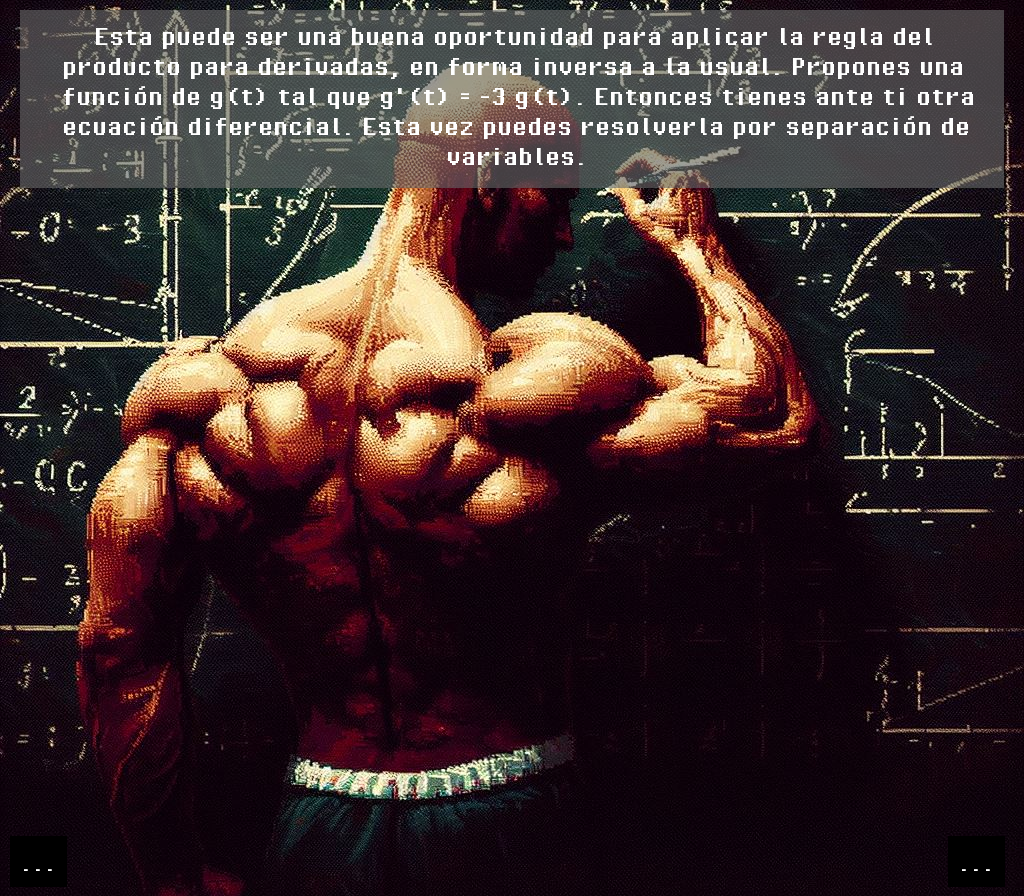 Esta puede ser una buena oportunidad para aplicar la regla del
producto para derivadas, en forma inversa a la usual. Propones una
función de g(t) tal que g'(t) = -3 g(t). Entonces tienes ante ti otra
ecuación diferencial. Esta vez puedes resolverla por separación de
variables.
... ...